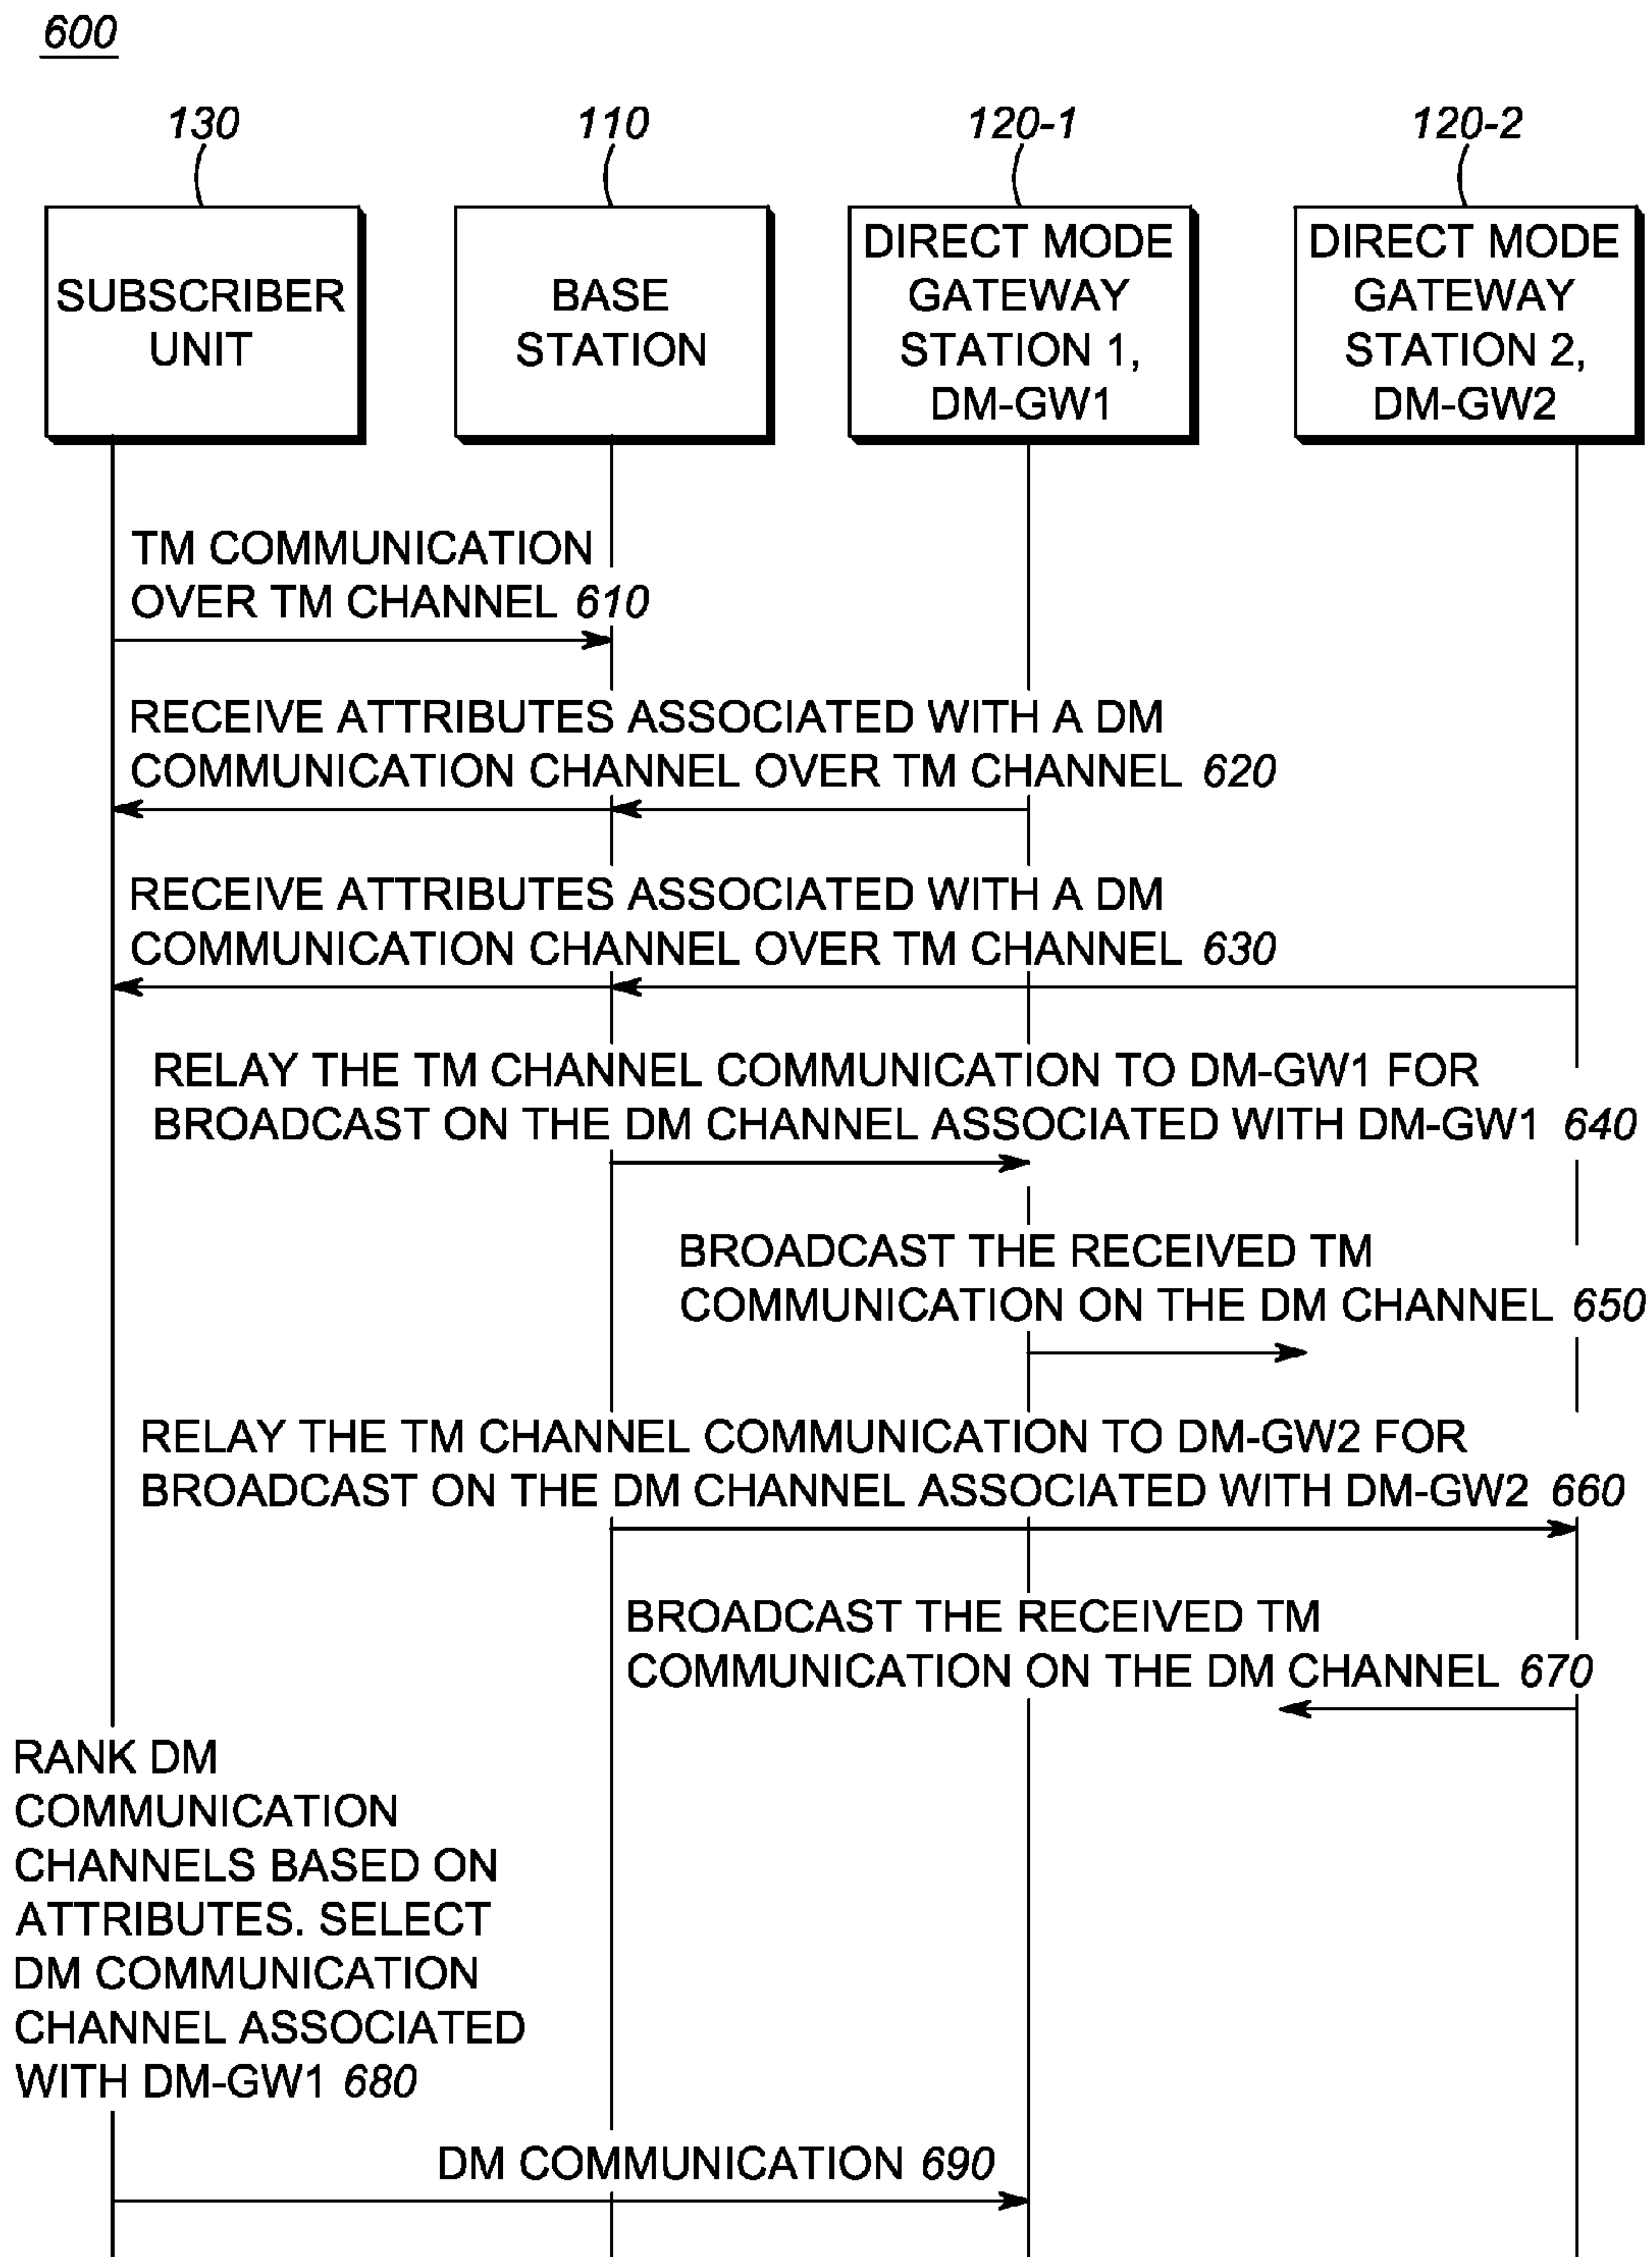 600
130
110
120-1
120-2
SUBSCRIBER
UNIT
BASE
STATION
DIRECT MODE
GATEWAY
STATION 1,
DM-GW1
DIRECT MODE
GATEWAY
STATION 2,
DM-GW2
TM COMMUNICATION
OVER TM CHANNEL 610
RECEIVE ATTRIBUTES ASSOCIATED WITH A DM
COMMUNICATION CHANNEL OVER TM CHANNEL 620
RECEIVE ATTRIBUTES ASSOCIATED WITH A DM
COMMUNICATION CHANNEL OVER TM CHANNEL 630
RELAY THE TM CHANNEL COMMUNICATION TO DM-GW1 FOR
BROADCAST ON THE DM CHANNEL ASSOCIATED WITH DM-GW1 640
BROADCAST THE RECEIVED TM
COMMUNICATION ON THE DM CHANNEL 650
RELAY THE TM CHANNEL COMMUNICATION TO DM-GW2 FOR
BROADCAST ON THE DM CHANNEL ASSOCIATED WITH DM-GW2 660
BROADCAST THE RECEIVED TM
COMMUNICATION ON THE DM CHANNEL 670
RANK DM
COMMUNICATION
CHANNELS BASED ON
ATTRIBUTES. SELECT
DM COMMUNICATION
CHANNEL ASSOCIATED
WITH DM-GW1 680
DM COMMUNICATION 690